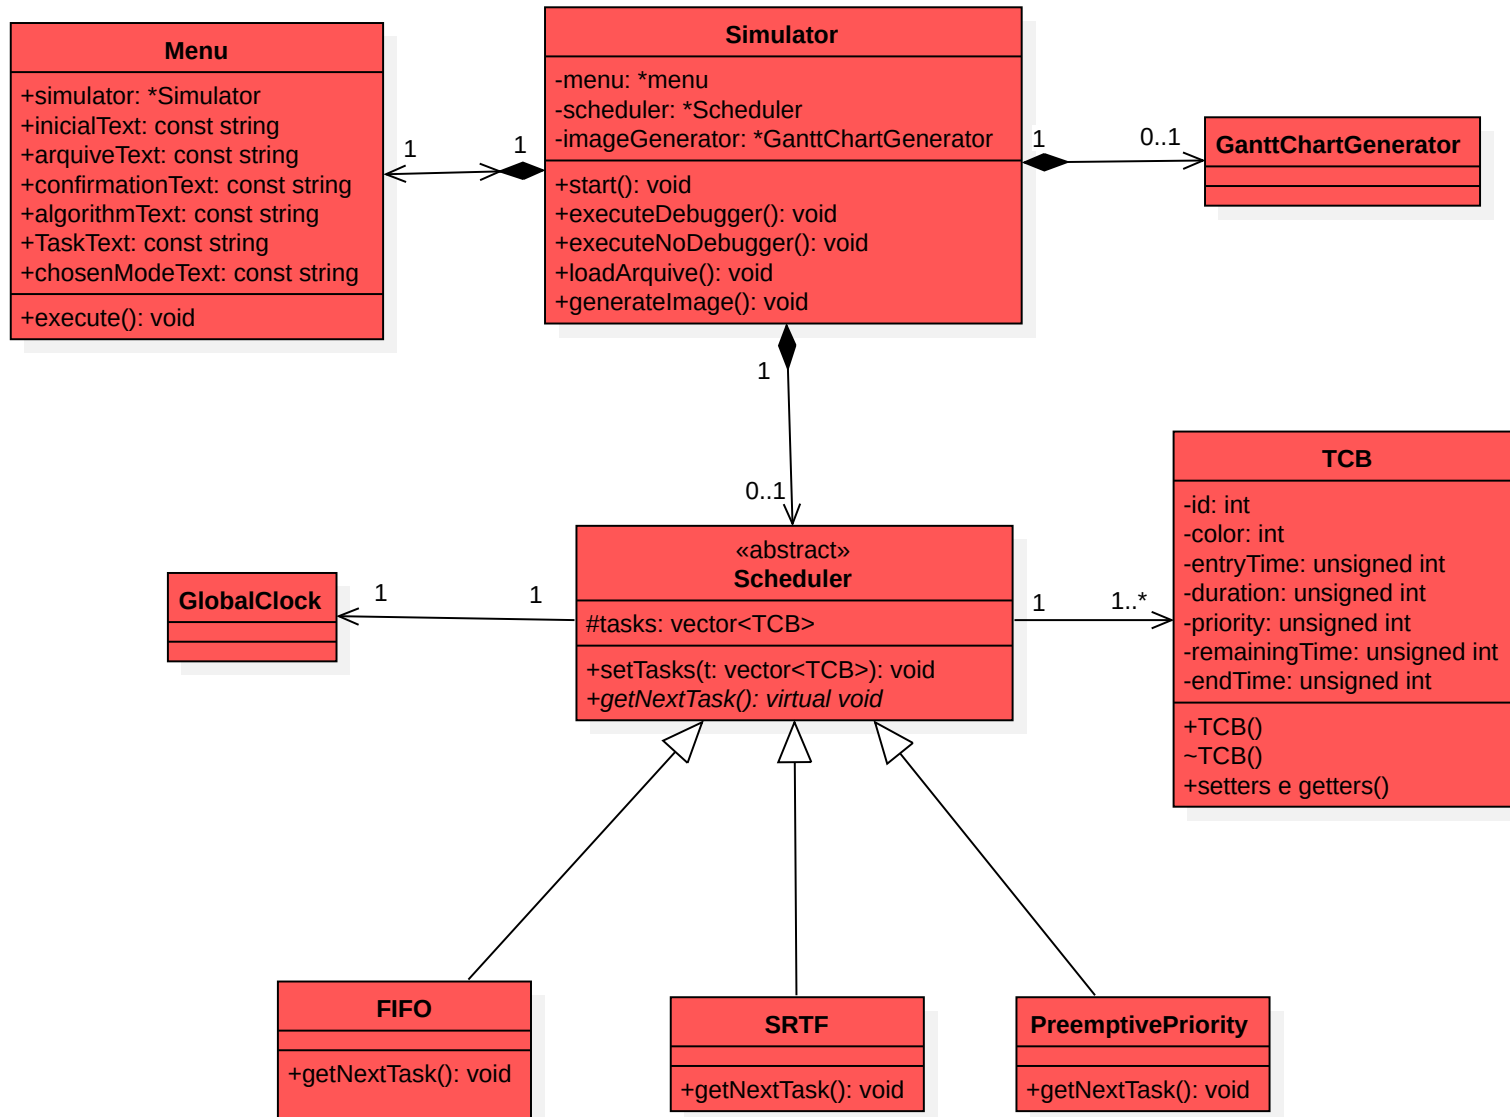 Menu
+simulator: *Simulator
+inicialText: const string
+arquiveText: const string
+confirmationText: const string
+algorithmText: const string
+TaskText: const string
+chosenModeText: const string
+execute(): void
1
1
Simulator
-menu: *menu
-scheduler: *Scheduler
-imageGenerator: *GanttChartGenerator
+start(): void
+executeDebugger(): void
+executeNoDebugger(): void
+loadArquive(): void
+generateImage(): void
1
0..1
GanttChartGenerator
1
0..1
«abstract»
Scheduler
#tasks: vector<TCB>
+setTasks(t: vector<TCB>): void
+getNextTask(): virtual void
GlobalClock
1
1
1
1..*
TCB
-id: int
-color: int
-entryTime: unsigned int
-duration: unsigned int
-priority: unsigned int
-remainingTime: unsigned int
-endTime: unsigned int
+TCB()
~TCB()
+setters e getters()
FIFO
+getNextTask(): void
SRTF
+getNextTask(): void
PreemptivePriority
+getNextTask(): void